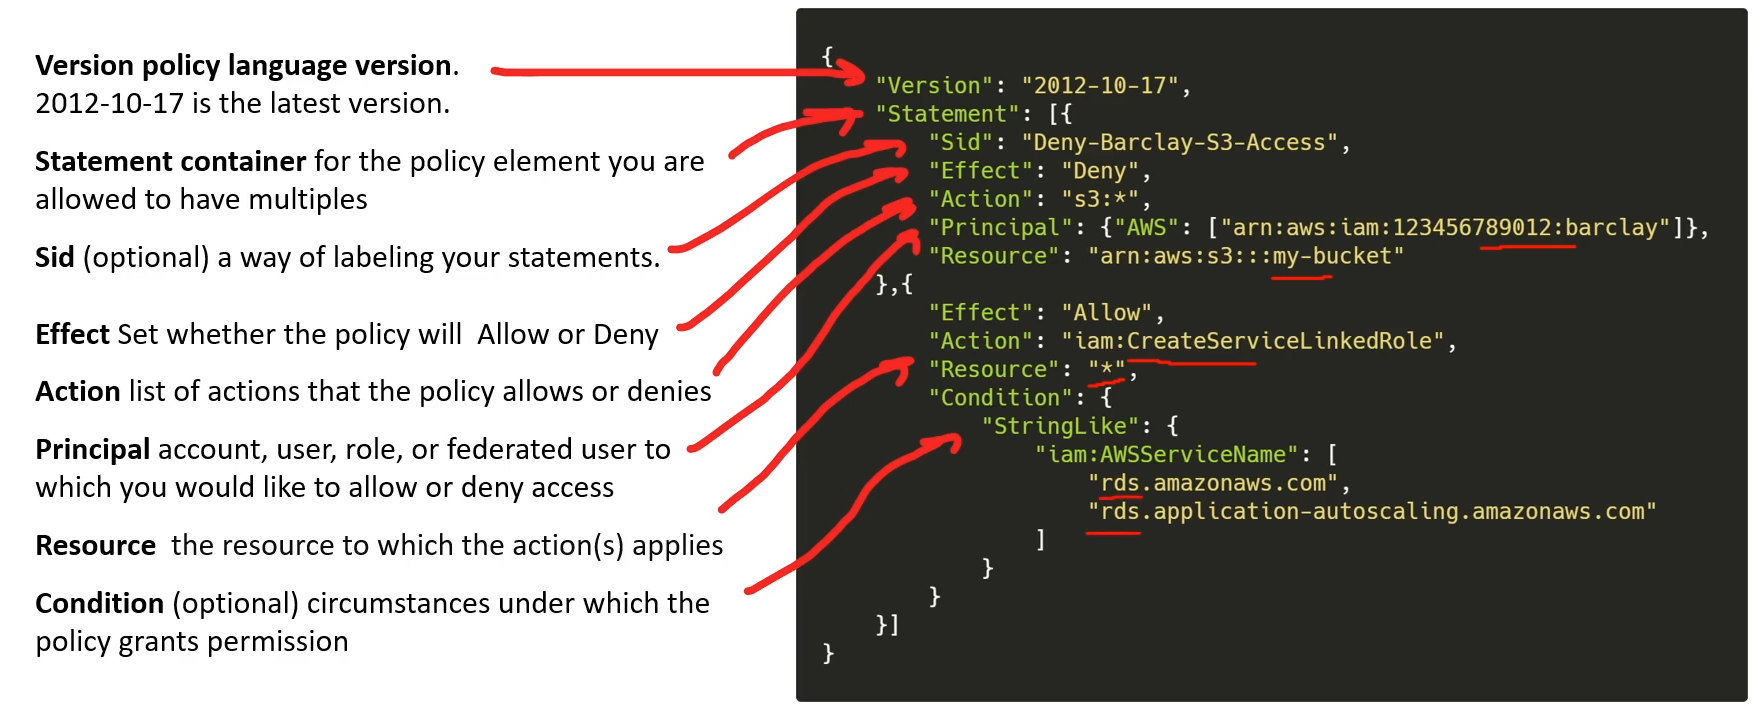 Version policy language version.
2012-10-17 is the latest version.
Statement container for the policy element you are
allowed to have multiples
Sid (optional) a way of labeling your statements.
Effect Set whether the policy will  Allow or Deny
Action list of actions that the policy allows or denies
Principal account, user, role, or federated user to
which you would like to allow or deny access
Resource  the resource to which the action(s) applies
Condition (optional) circumstances under which the
policy grants permission
{
    "Version": "2012-10-17",
    "Statement": [{
        "Sid": "Deny-Barclay-S3-Access",
        "Effect": "Deny",
        "Action": "s3:*",
        "Principal": {"AWS": ["arn:aws:iam:123456789012:barclay"]},
        "Resource": "arn:aws:s3:::my-bucket"
    },{
        "Effect": "Allow",
        "Action": "iam:CreateServiceLinkedRole",
        "Resource": "*",
        "Condition": {
            "StringLike": {
                "iam:AWSServiceName": [
                    "rds.amazonaws.com",
                    "rds.application-autoscaling.amazonaws.com"
                ]
            }
        }
    }]
}